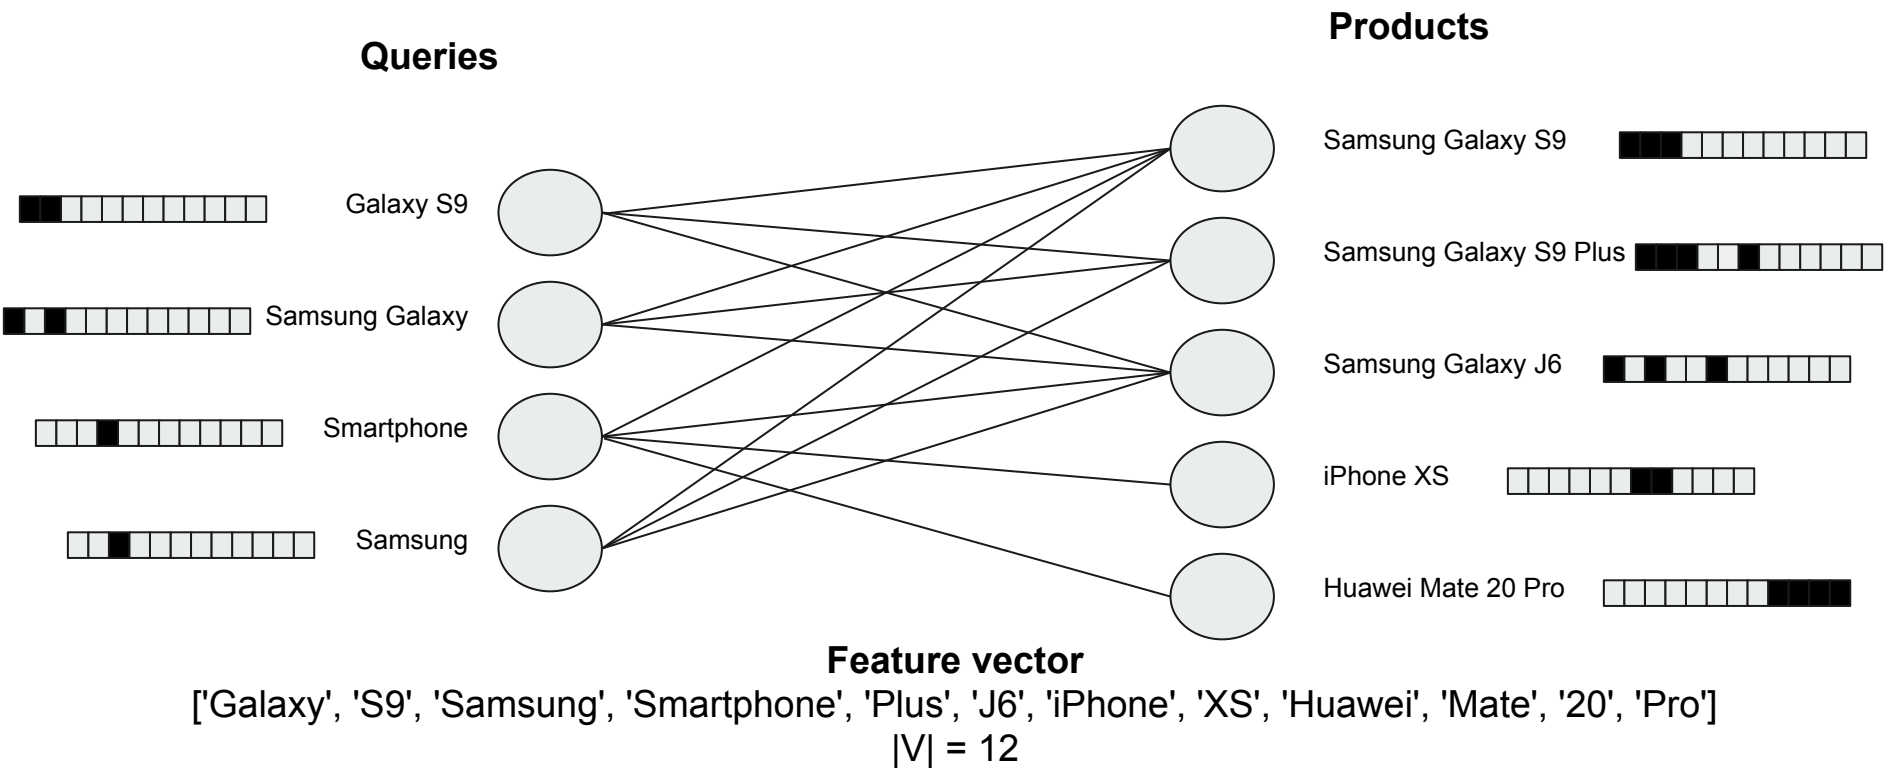 Queries
Products
Galaxy S9
Samsung Galaxy
Smartphone
Samsung
Samsung Galaxy S9
Samsung Galaxy S9 Plus
Samsung Galaxy J6
iPhone XS
Huawei Mate 20 Pro
Feature vector
['Galaxy', 'S9', 'Samsung', 'Smartphone', 'Plus', 'J6', 'iPhone', 'XS', 'Huawei', 'Mate', '20', 'Pro']
|V| = 12